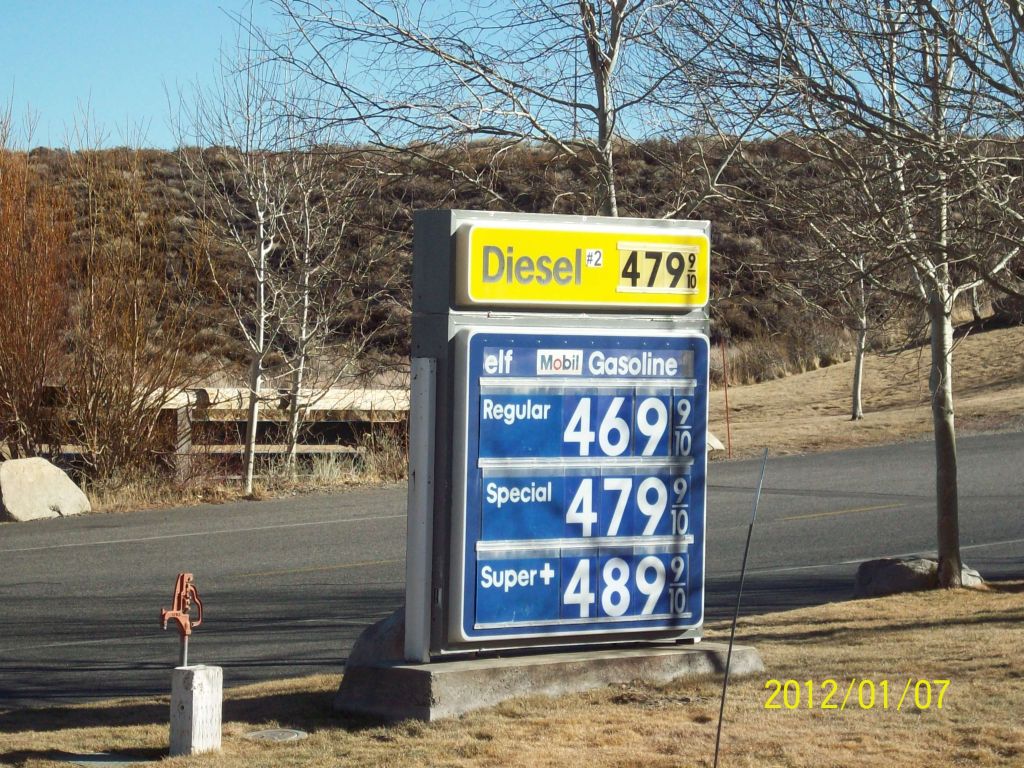 Diesel #2 479 9/10
elf Mobil Gasoline
Regular 469 9/10
Special 479 9/10
Super+ 489 9/10
2012/01/07